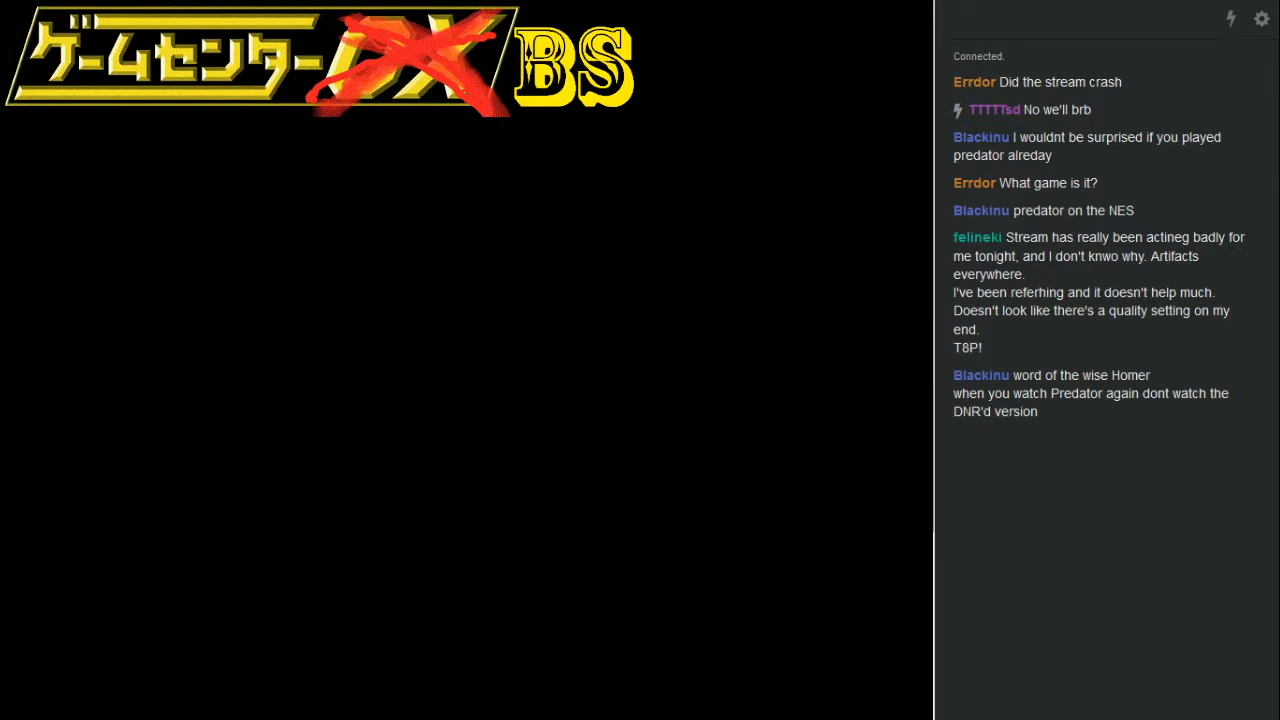 ゲームセンターCX BS
Connected.
Errdor Did the stream crash
TTTTTsd No we'll brb
Blackinu I wouldnt be surprised if you played
predator alreday
Errdor What game is it?
Blackinu predator on the NES
felineki Stream has really been actineg badly for
me tonight, and I don't knwo why. Artifacts
everywhere.
I've been referhing and it doesn't help much.
Doesn't look like there's a quality setting on my
end.
T8P!
Blackinu word of the wise Homer
when you watch Predator again dont watch the
DNR'd version